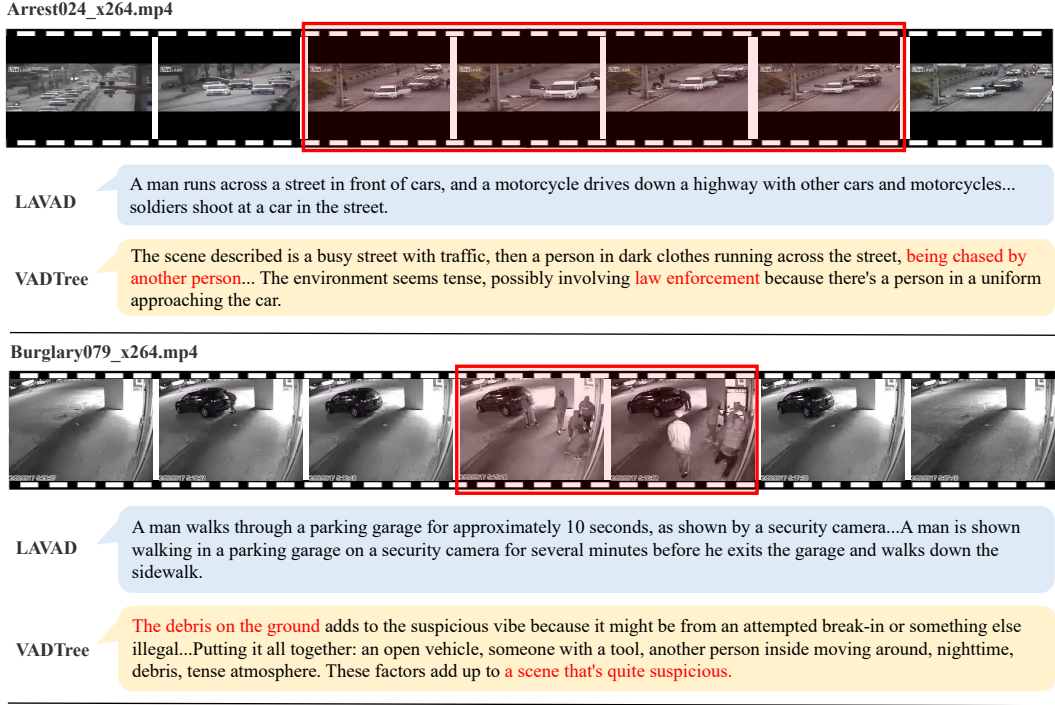 Arrest024_x264.mp4
LiveLeak
LiveLeak
LiveLeak
LiveLeak
LiveLeak
LiveLeak
LiveLeak
LAVAD
A man runs across a street in front of cars, and a motorcycle drives down a highway with other cars and motorcycles...
soldiers shoot at a car in the street.
VADTree
The scene described is a busy street with traffic, then a person in dark clothes running across the street, being chased by
another person... The environment seems tense, possibly involving law enforcement because there's a person in a uniform
approaching the car.
Burglary079_x264.mp4
LAVAD
A man walks through a parking garage for approximately 10 seconds, as shown by a security camera...A man is shown
walking in a parking garage on a security camera for several minutes before he exits the garage and walks down the
sidewalk.
VADTree
The debris on the ground adds to the suspicious vibe because it might be from an attempted break-in or something else
illegal...Putting it all together: an open vehicle, someone with a tool, another person inside moving around, nighttime,
debris, tense atmosphere. These factors add up to a scene that's quite suspicious.